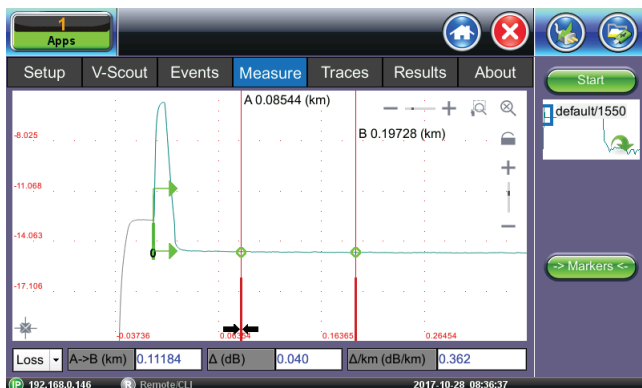 1
Apps
Setup V-Scout Events Measure Traces Results About
Start
A 0.08544 (km)
default/1550
B 0.19728 (km)
-8.025
-11.068
-14.063
0
-> Markers <-
-17.106
-0.03736 0.16365 0.26454
Loss A->B (km) 0.11184 Δ (dB) 0.040 Δ/km (dB/km) 0.362
IP 192.168.0.146 R Remote/CLI 2017-10-28 08:36:37